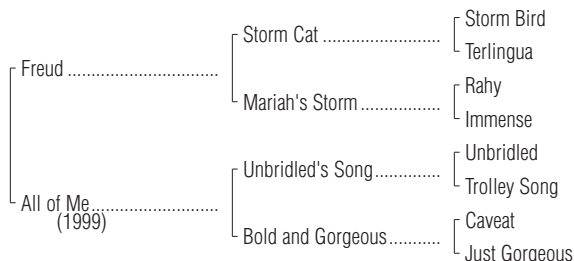 Storm Bird
Storm Cat ........................
Terlingua
Freud ...............................
Rahy
Mariah's Storm .................
Immense
Unbridled
Unbridled's Song ..............
Trolley Song
All of Me ..........................
(1999)
Caveat
Bold and Gorgeous ...........
Just Gorgeous